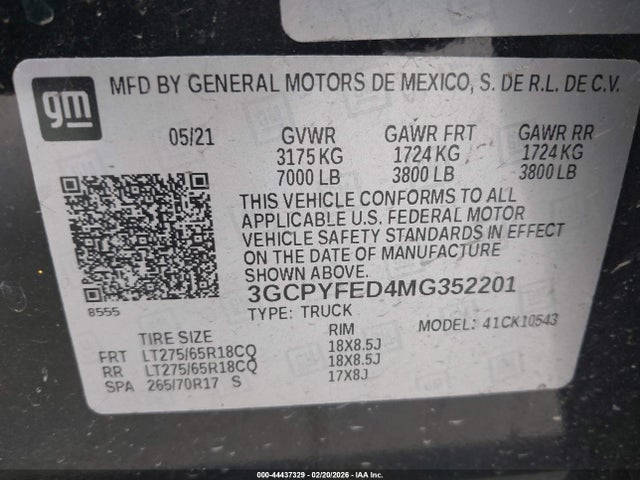 gm
MFD BY GENERAL MOTORS DE MEXICO, S. DE R.L. DE C.V.
05/21 GVWR GAWR FRT GAWR RR
3175 KG 1724 KG 1724 KG
7000 LB 3800 LB 3800 LB
THIS VEHICLE CONFORMS TO ALL
APPLICABLE U.S. FEDERAL MOTOR
VEHICLE SAFETY STANDARDS IN EFFECT
ON THE DATE OF MANUFACTURE
SHOWN ABOVE.
8555
3GCPYFED4MG352201
TYPE: TRUCK MODEL: 41CK10543
TIRE SIZE RIM
FRT LT275/65R18CQ 18X8.5J
RR LT275/65R18CQ 18X8.5J
SPA 265/70R17 S 17X8J
000-44437329 - 02/20/2026 - IAAI.COM